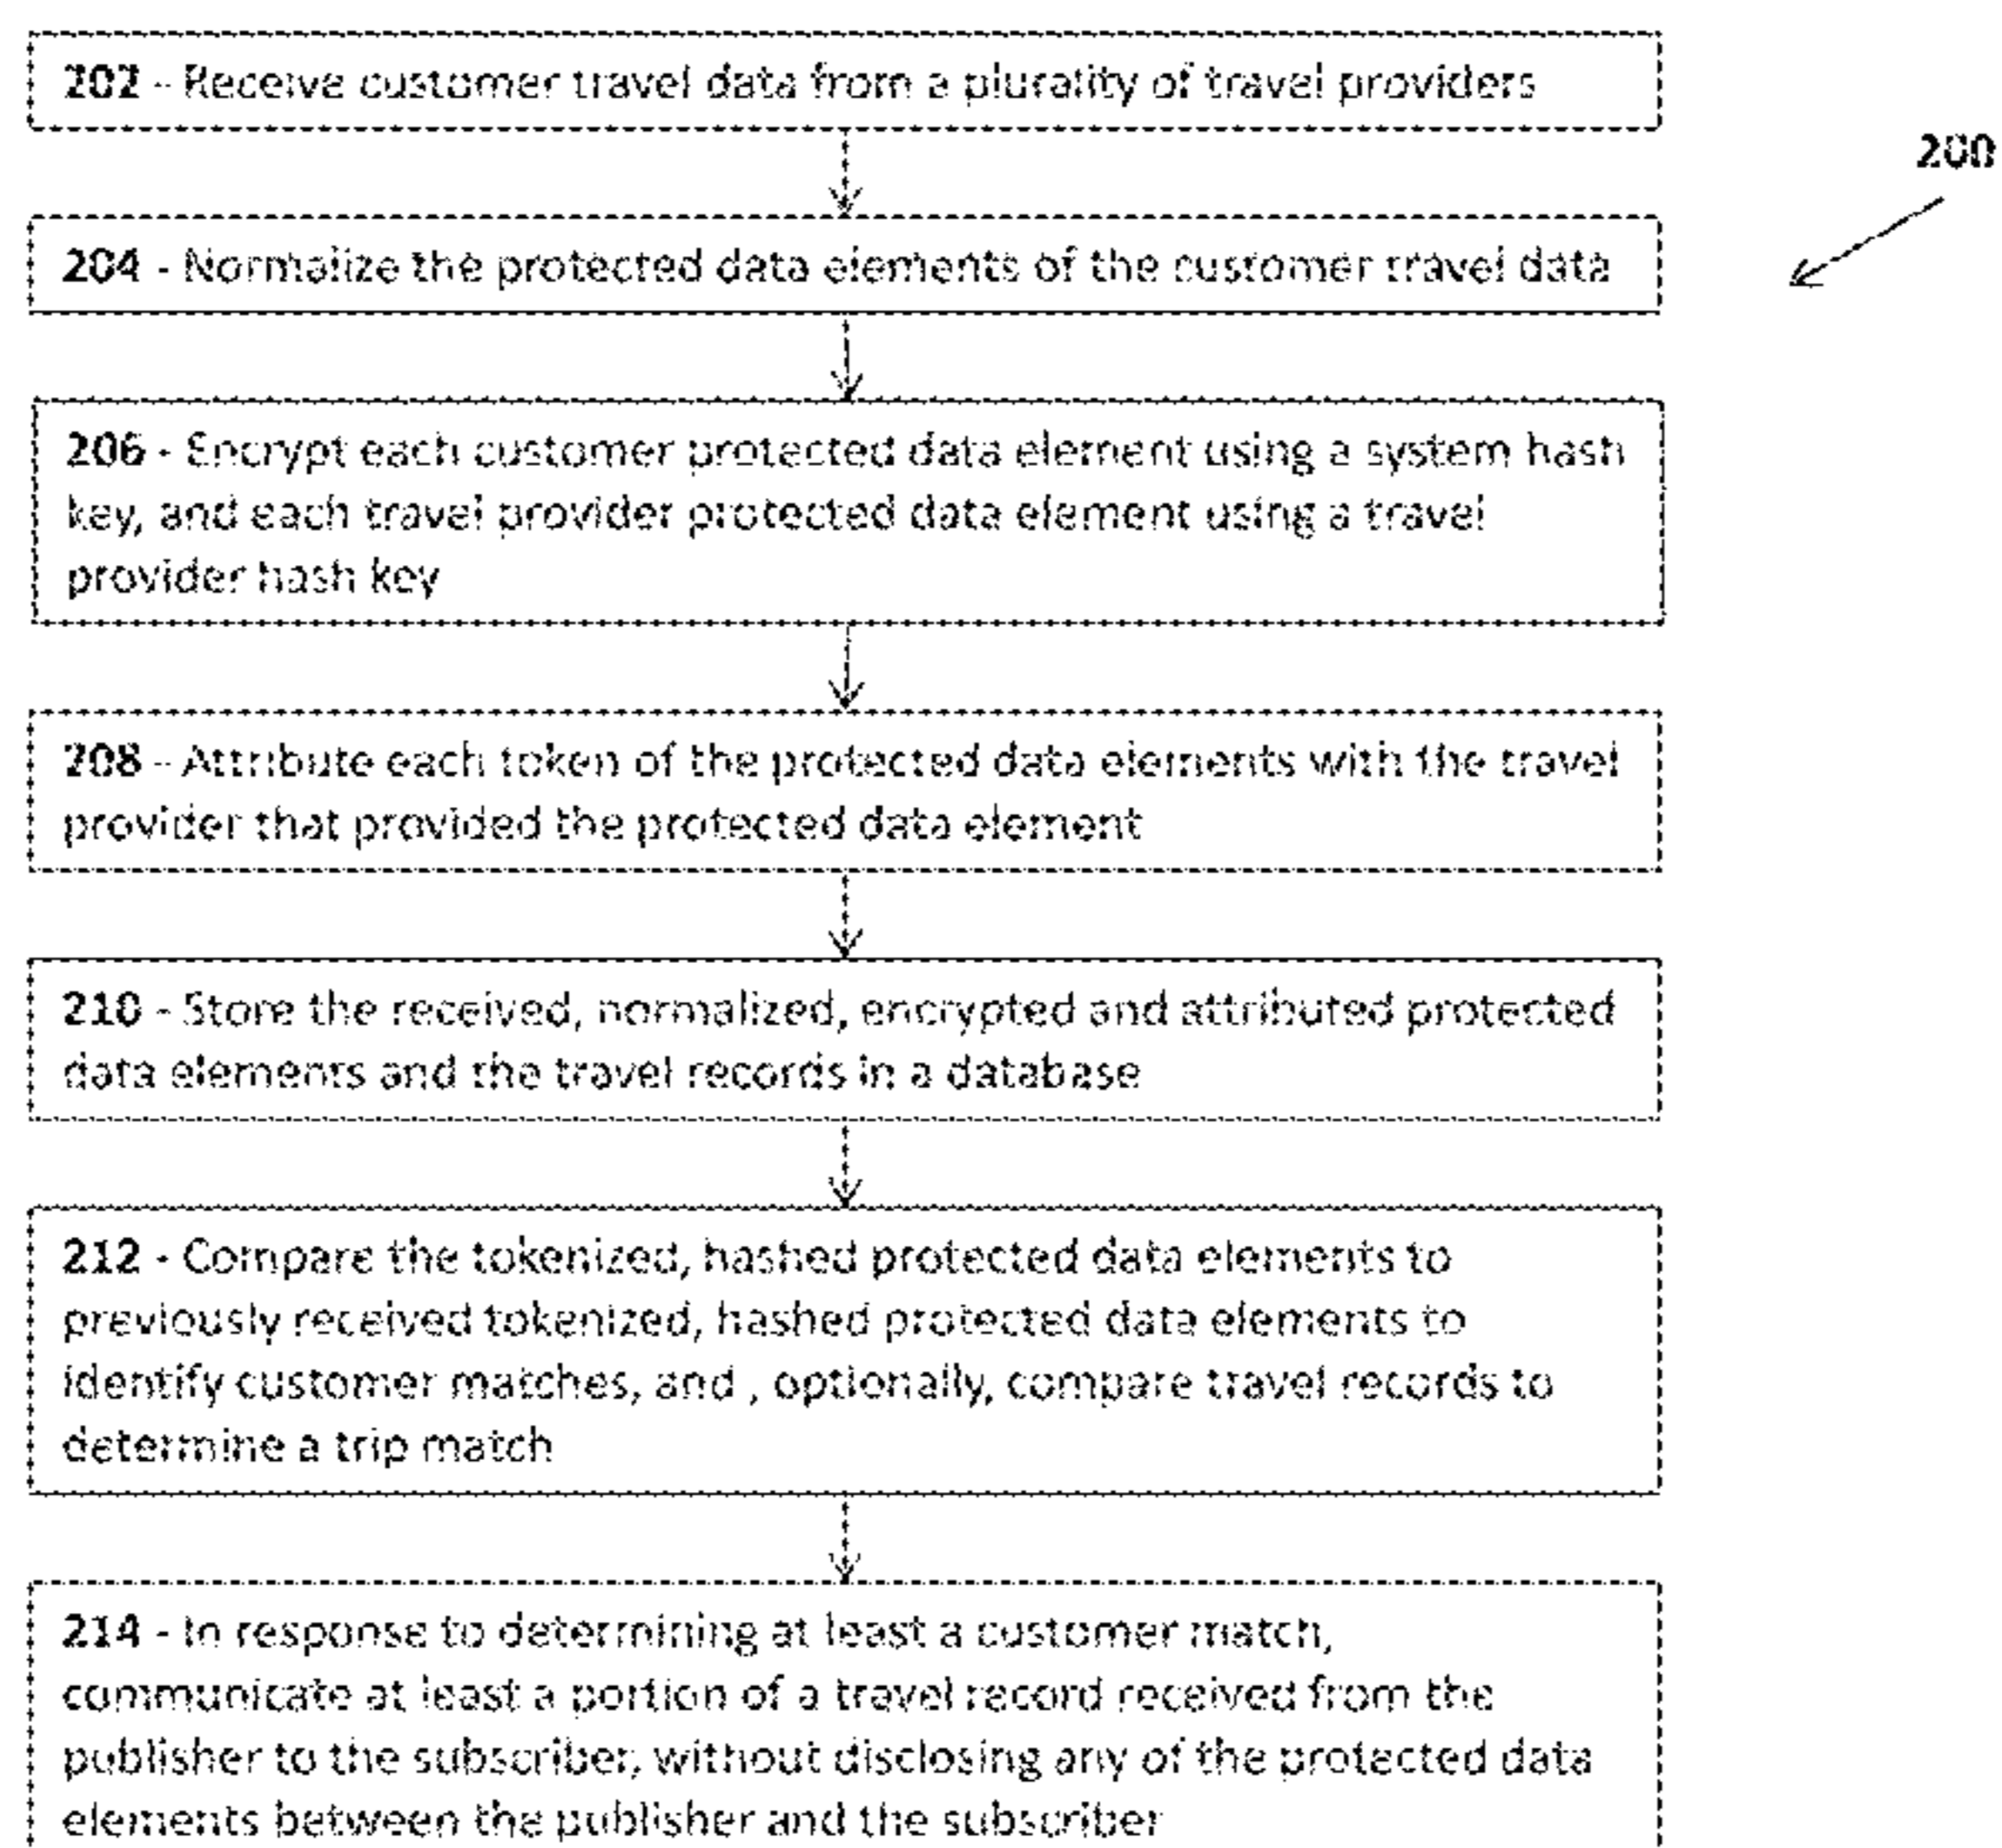 202 - Receive customer travel data from a plurality of travel providers
200
204 - Normalize the protected data elements of the customer travel data
206 - Encrypt each customer protected data element using a system hash
key, and each travel provider protected data element using a travel
provider hash key
208 - Attribute each token of the protected data elements with the travel
provider that provided the protected data element
210 - Store the received, normalized, encrypted and attributed protected
data elements and the travel records in a database
212 - Compare the tokenized, hashed protected data elements to
previously received tokenized, hashed protected data elements to
identify customer matches, and , optionally, compare travel records to
determine a trip match
214 - In response to determining at least a customer match,
communicate at least a portion of a travel record received from the
publisher to the subscriber, without disclosing any of the protected data
elements between the publisher and the subscriber